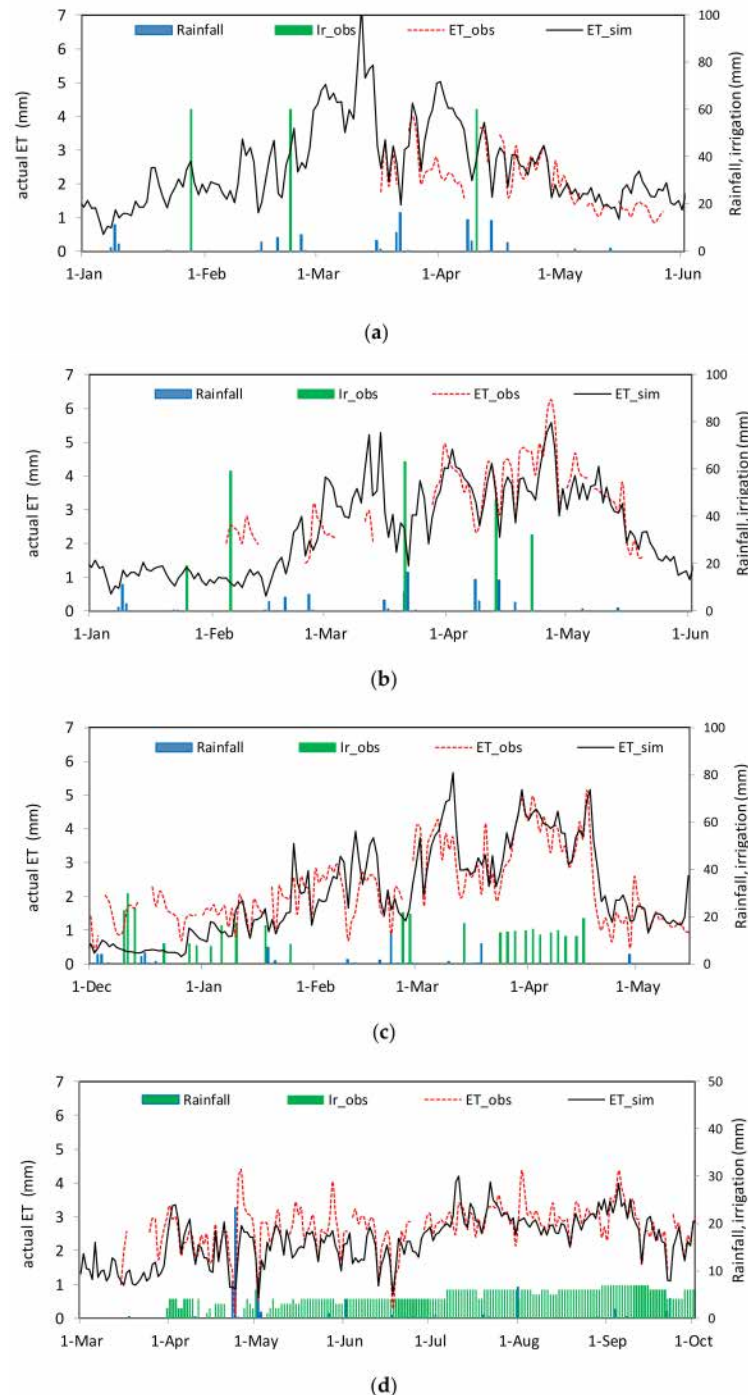 Rainfall Ir_obs ET_obs ET_sim
7 6 5 4 3 2 1 0
actual ET (mm)
100 80 60 40 20 0
Rainfall, irrigation (mm)
1-Jan 1-Feb 1-Mar 1-Apr 1-May 1-Jun
(a)
Rainfall Ir_obs ET_obs ET_sim
7 6 5 4 3 2 1 0
actual ET (mm)
100 80 60 40 20 0
Rainfall, irrigation (mm)
1-Jan 1-Feb 1-Mar 1-Apr 1-May 1-Jun
(b)
Rainfall Ir_obs ET_obs ET_sim
7 6 5 4 3 2 1 0
actual ET (mm)
100 80 60 40 20 0
Rainfall, irrigation (mm)
1-Dec 1-Jan 1-Feb 1-Mar 1-Apr 1-May
(c)
Rainfall Ir_obs ET_obs ET_sim
7 6 5 4 3 2 1 0
actual ET (mm)
50 40 30 20 10 0
Rainfall, irrigation (mm)
1-Mar 1-Apr 1-May 1-Jun 1-Jul 1-Aug 1-Sep 1-Oct
(d)